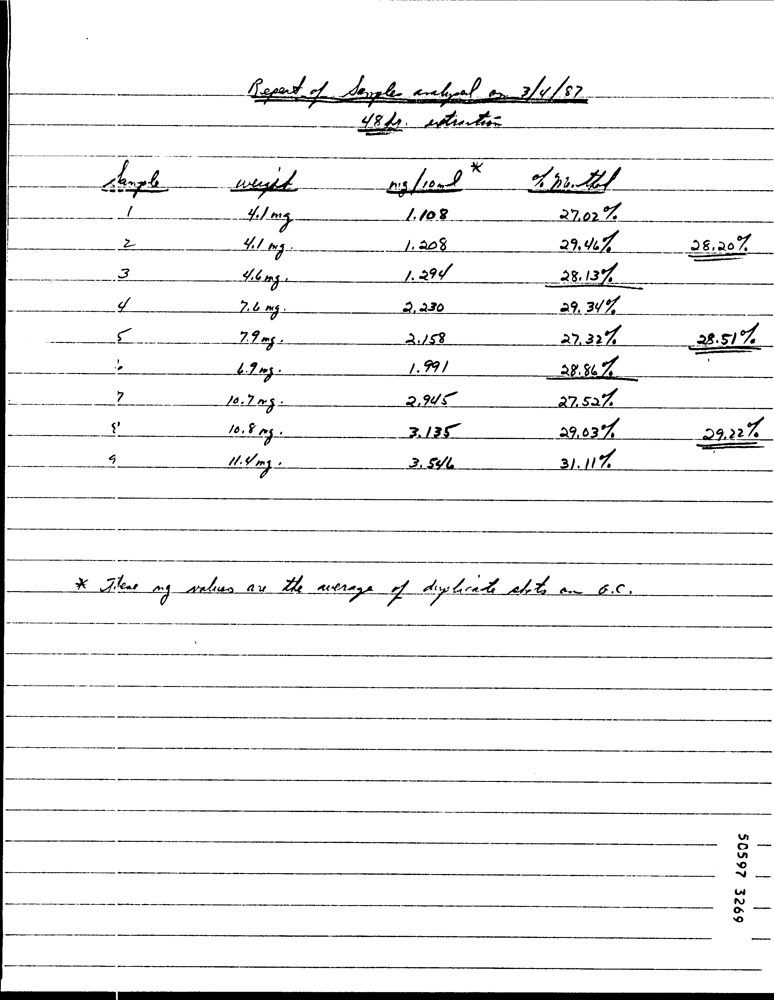 Report of Samples analyzed on 3/4/87
48 hr. extraction
Sample weight mg/10ml * % Menthol
1 4.1 mg 1.108 27.02%
2 4.1 mg. 1.208 29.46% 28.20%
3 4.6 mg. 1.294 28.13%
4 7.6 mg. 2.230 29.34%
5 7.9 mg. 2.158 27.32% 28.51%
6 6.9 mg. 1.991 28.86%
7 10.7 mg. 2.945 27.52%
8 10.8 mg. 3.135 29.03% 29.22%
9 11.4 mg. 3.546 31.11%
* These mg values are the average of duplicate shots on G.C.
50597 3269